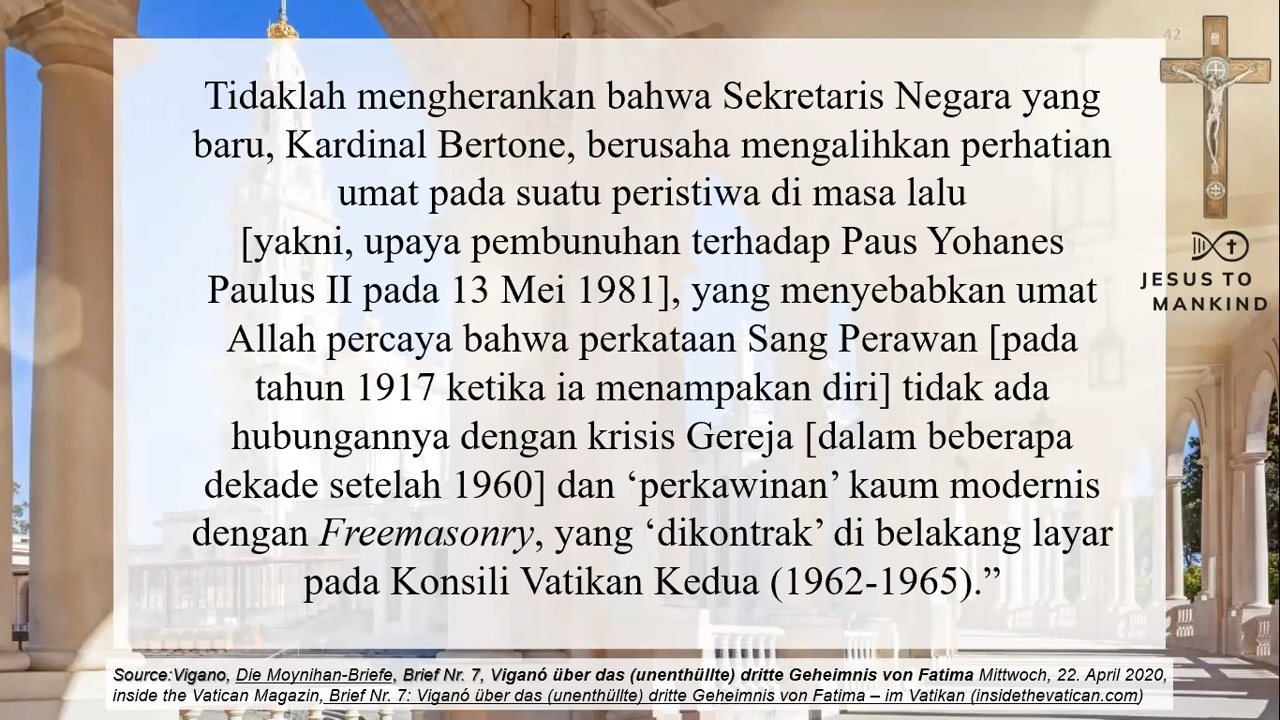 42
Tidaklah mengherankan bahwa Sekretaris Negara yang
baru, Kardinal Bertone, berusaha mengalihkan perhatian
umat pada suatu peristiwa di masa lalu
[yakni, upaya pembunuhan terhadap Paus Yohanes
Paulus II pada 13 Mei 1981], yang menyebabkan umat
Allah percaya bahwa perkataan Sang Perawan [pada
tahun 1917 ketika ia menampakan diri] tidak ada
hubungannya dengan krisis Gereja [dalam beberapa
dekade setelah 1960] dan ‘perkawinan’ kaum modernis
dengan Freemasonry, yang ‘dikontrak’ di belakang layar
pada Konsili Vatikan Kedua (1962-1965).”
JESUS TO
MANKIND
Source:Vigano, Die Moynihan-Briefe, Brief Nr. 7, Viganó über das (unenthüllte) dritte Geheimnis von Fatima Mittwoch, 22. April 2020,
inside the Vatican Magazin, Brief Nr. 7: Viganò über das (unenthüllte) dritte Geheimnis von Fatima – im Vatikan (insidethevatican.com)